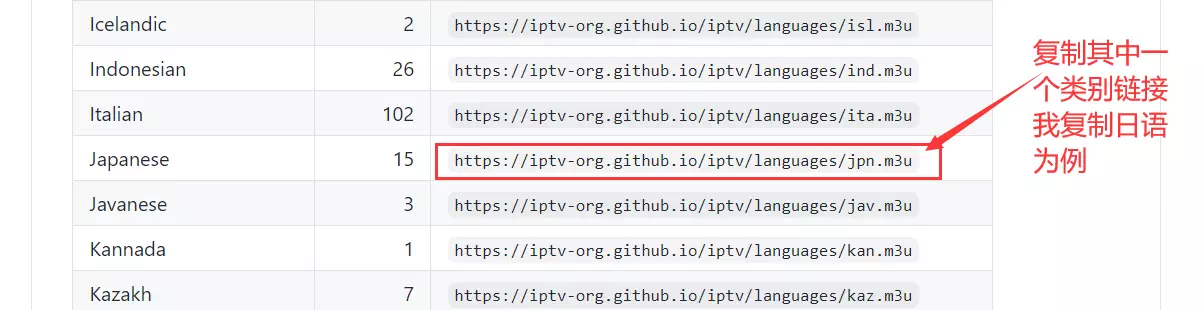 Icelandic 2 https://iptv-org.github.io/iptv/languages/isl.m3u
Indonesian 26 https://iptv-org.github.io/iptv/languages/ind.m3u
Italian 102 https://iptv-org.github.io/iptv/languages/ita.m3u
Japanese 15 https://iptv-org.github.io/iptv/languages/jpn.m3u
Javanese 3 https://iptv-org.github.io/iptv/languages/jav.m3u
Kannada 1 https://iptv-org.github.io/iptv/languages/kan.m3u
Kazakh 7 https://iptv-org.github.io/iptv/languages/kaz.m3u
复制其中一
个类别链接
我复制日语
为例